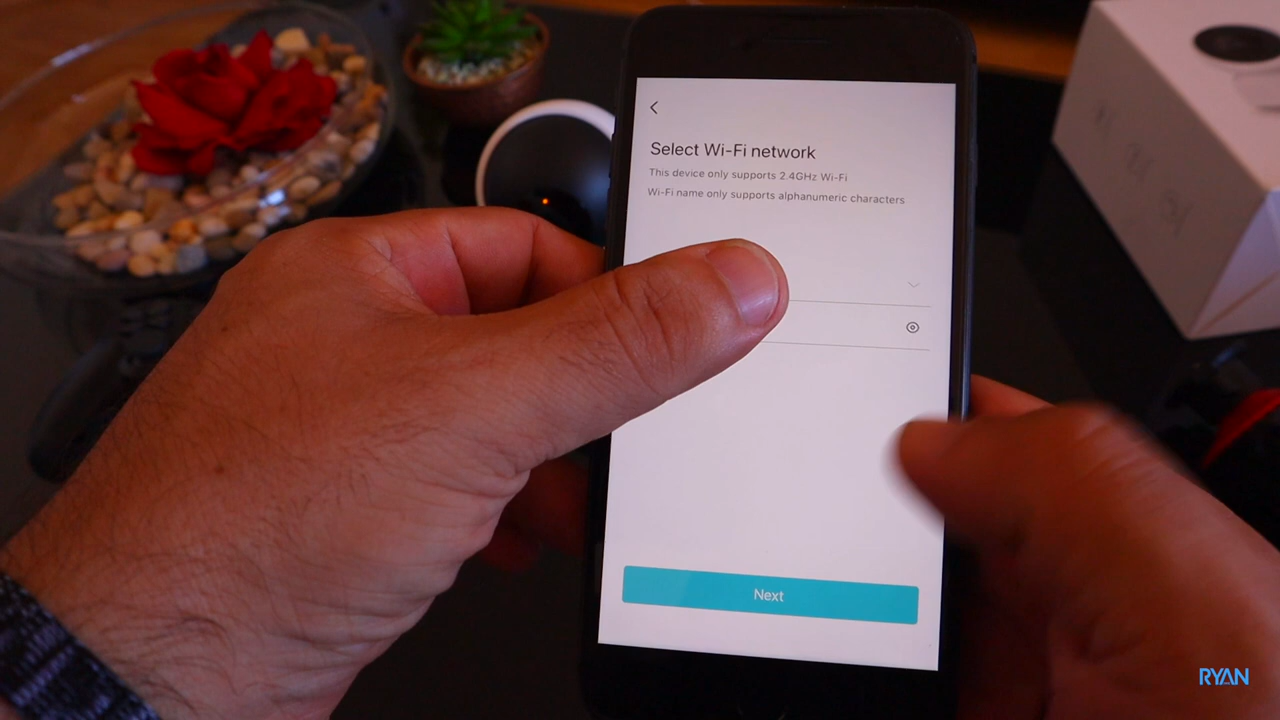 Select Wi-Fi network
This device only supports 2.4GHz Wi-Fi
Wi-Fi name only supports alphanumeric characters
Next
RYAN